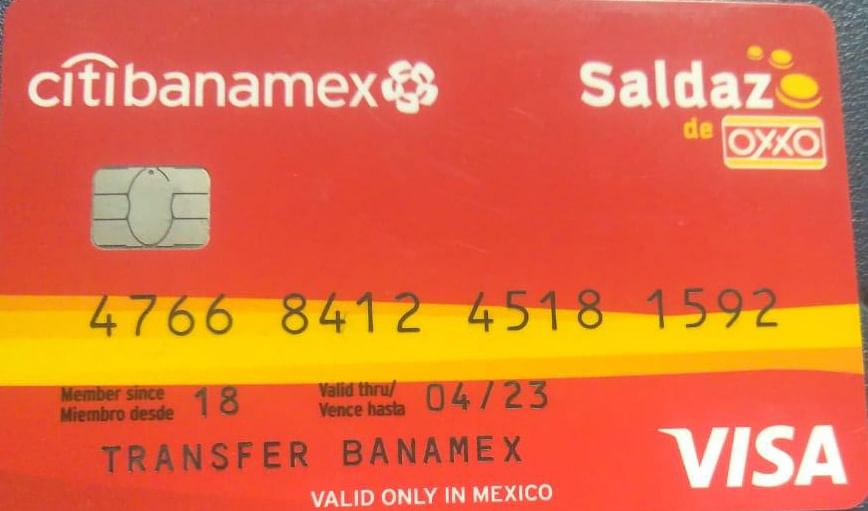 citibanamex
Saldazo
de OXXO
4766 8412 4518 1592
Member since
Miembro desde 18
Valid thru/
Vence hasta 04/23
TRANSFER BANAMEX
VISA
VALID ONLY IN MEXICO